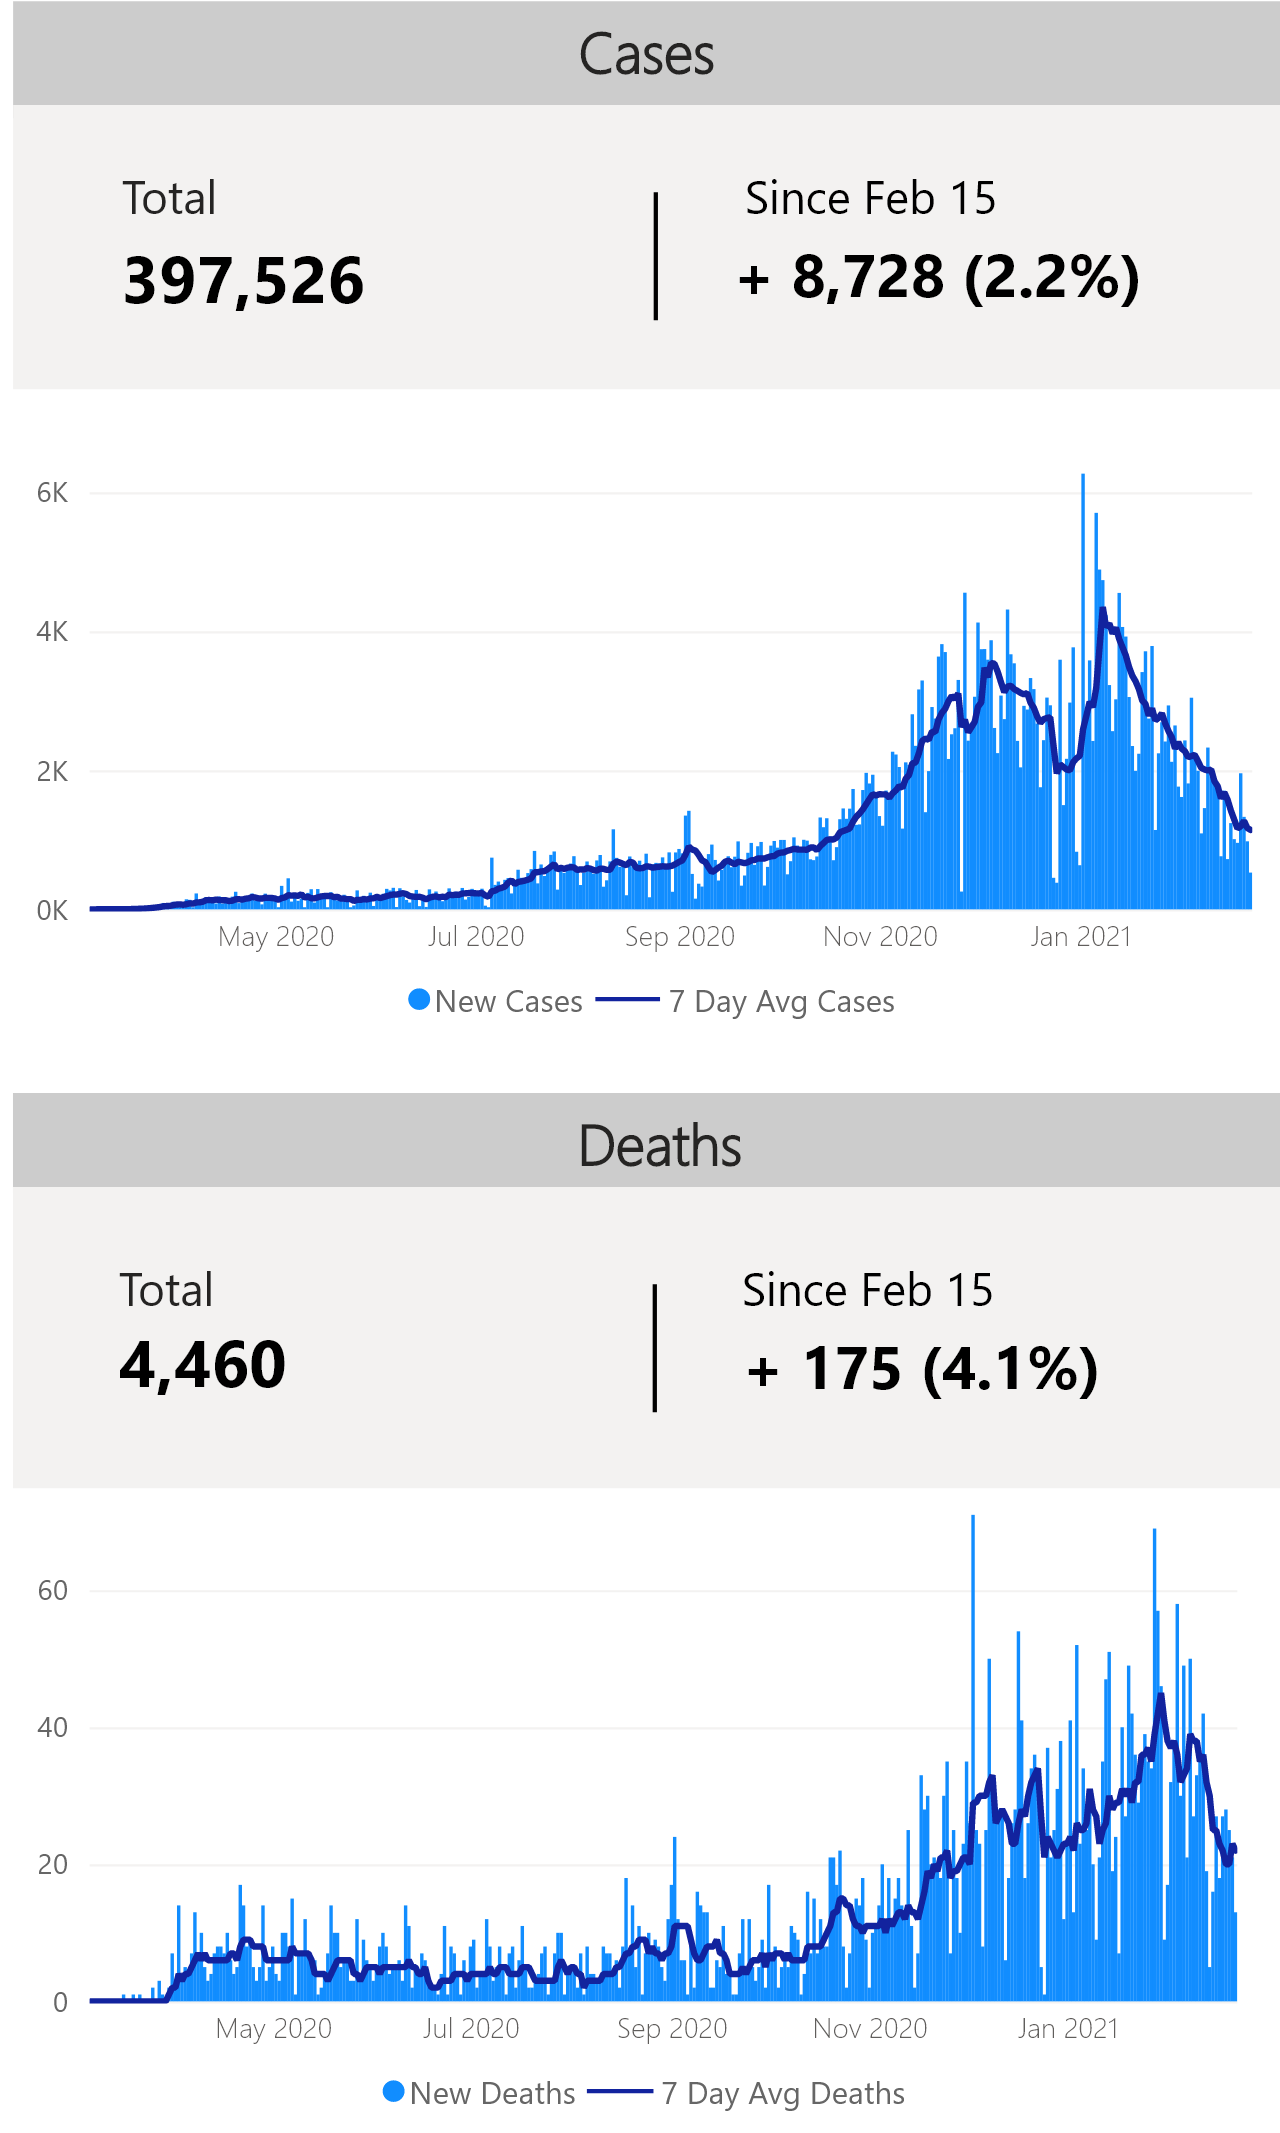 Cases
Total
Since Feb 15
397,526
+ 8,728 (2.2%)
6K
4K
2K
0K
May 2020
Jul 2020
Sep 2020
Nov 2020
Jan 2021
New Cases
7 Day Avg Cases
Deaths
Total
Since Feb 15
4,460
+ 175 (4.1%)
60
40
20
0
May 2020
Jul 2020
Sep 2020
Nov 2020
Jan 2021
New Deaths
7 Day Avg Deaths